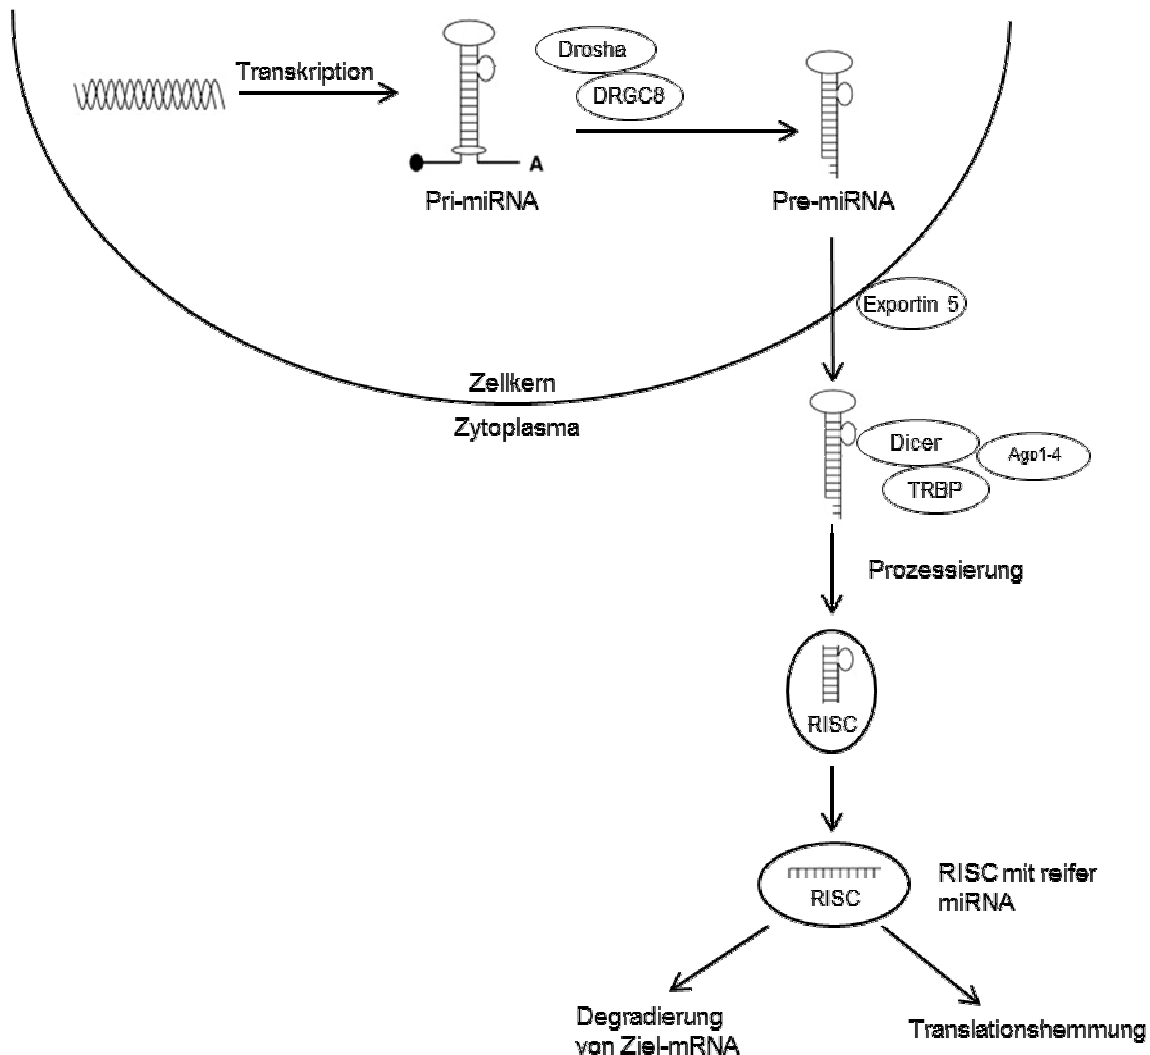 Drosha
Transkription
DRGC8
A
Pri-miRNA
Pre-miRNA
Exportin 5
Zellkern
Zytoplasma
Dicer
Ago1-4
TRBP
Prozessierung
RISC
RISC mit reifer
miRNA
RISC
Degradierung
von Ziel-mRNA
Translationshemmung